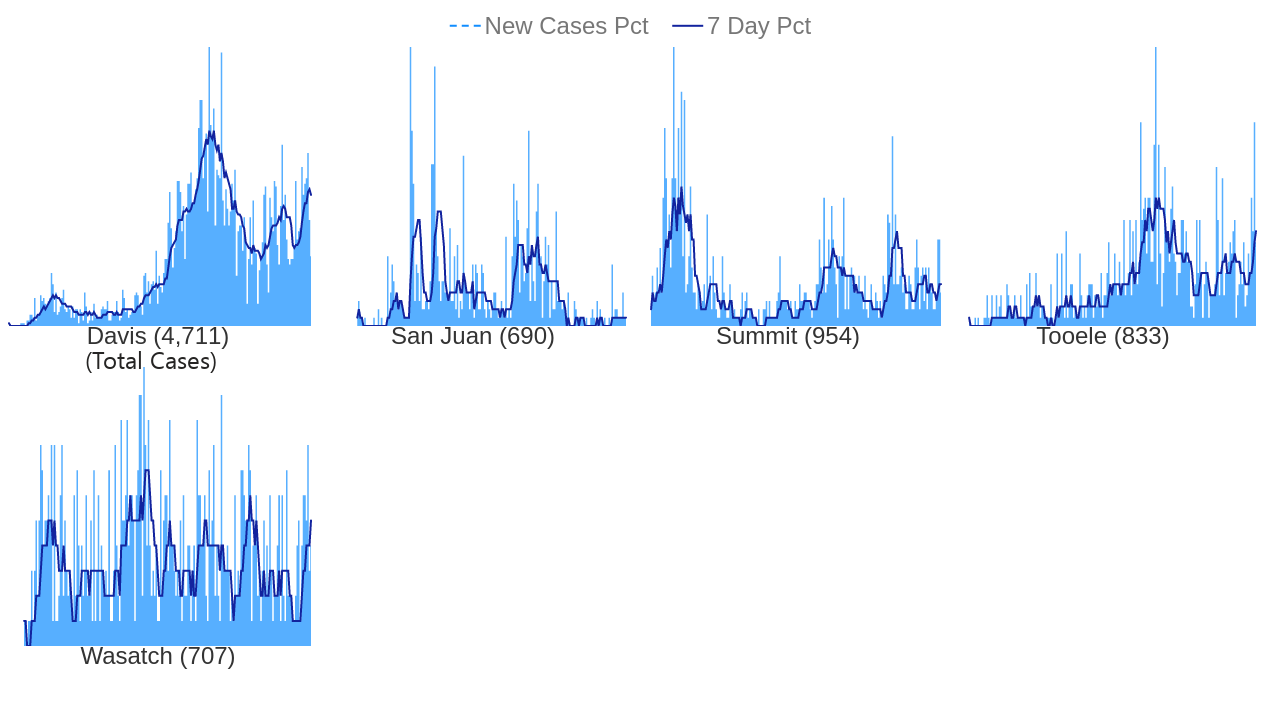 New Cases Pct 7 Day Pct
Davis (4,711)
(Total Cases)
San Juan (690)
Summit (954)
Tooele (833)
Wasatch (707)